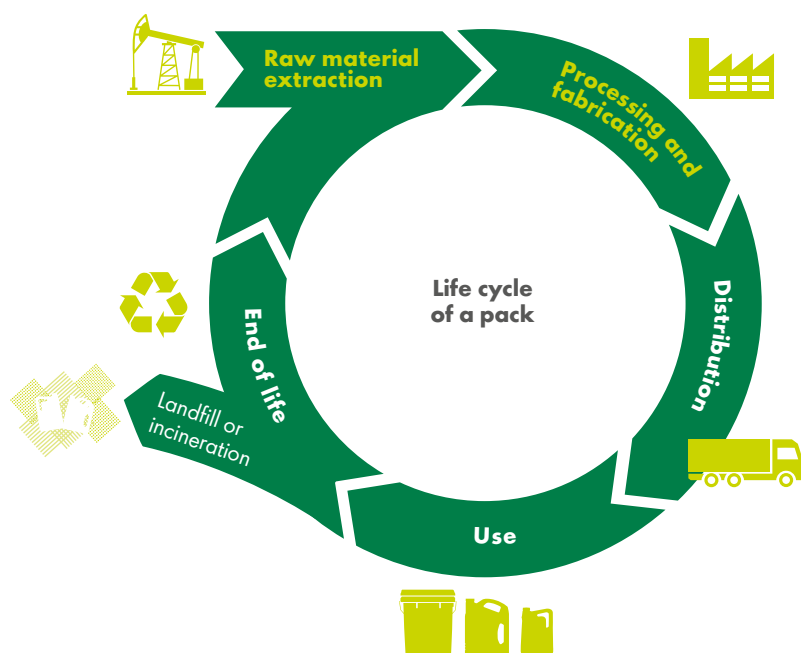 Raw material
extraction
Processing and
fabrication
Distribution
Use
End of life
Landfill or
incineration
Life cycle
of a pack